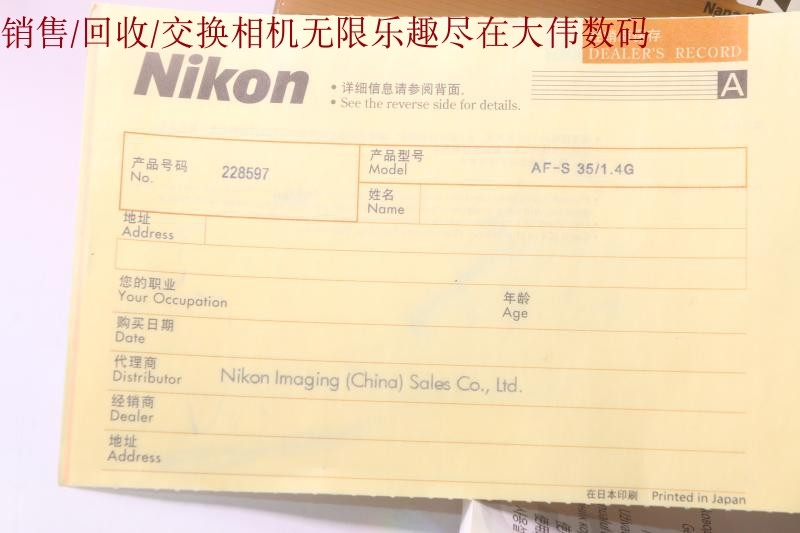 销售/回收/交换相机无限乐趣尽在大伟数码
DEALER'S RECORD
Nikon
• 详细信息请参阅背面.
• See the reverse side for details.
A
产品号码
No.
228597
产品型号
Model
AF-S 35/1.4G
姓名
Name
地址
Address
您的职业
Your Occupation
年龄
Age
购买日期
Date
代理商
Distributor
Nikon Imaging (China) Sales Co., Ltd.
经销商
Dealer
地址
Address
在日本印刷 Printed in Japan